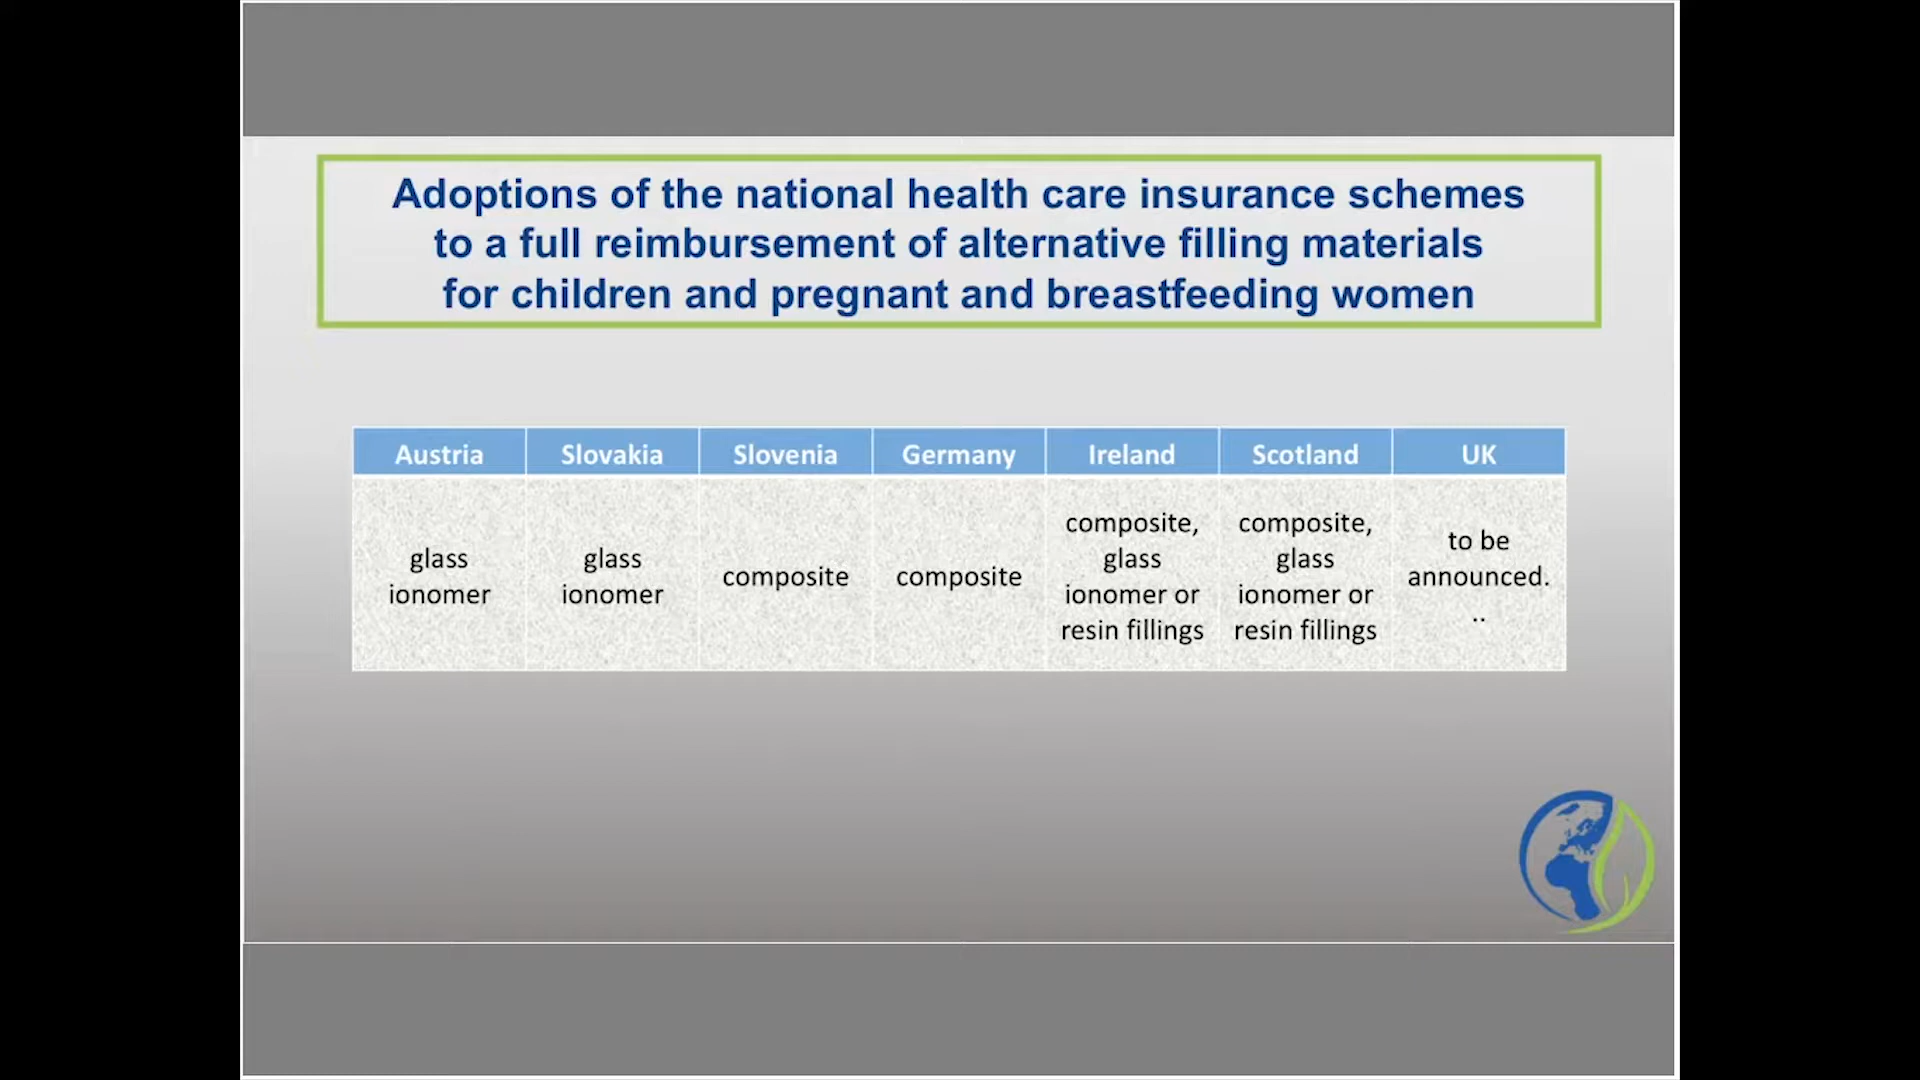 Adoptions of the national health care insurance schemes
to a full reimbursement of alternative filling materials
for children and pregnant and breastfeeding women
Austria
Slovakia
Slovenia
Germany
Ireland
Scotland
UK
glass
ionomer
glass
ionomer
composite
composite
composite,
glass
ionomer or
resin fillings
composite,
glass
ionomer or
resin fillings
to be
announced.
..